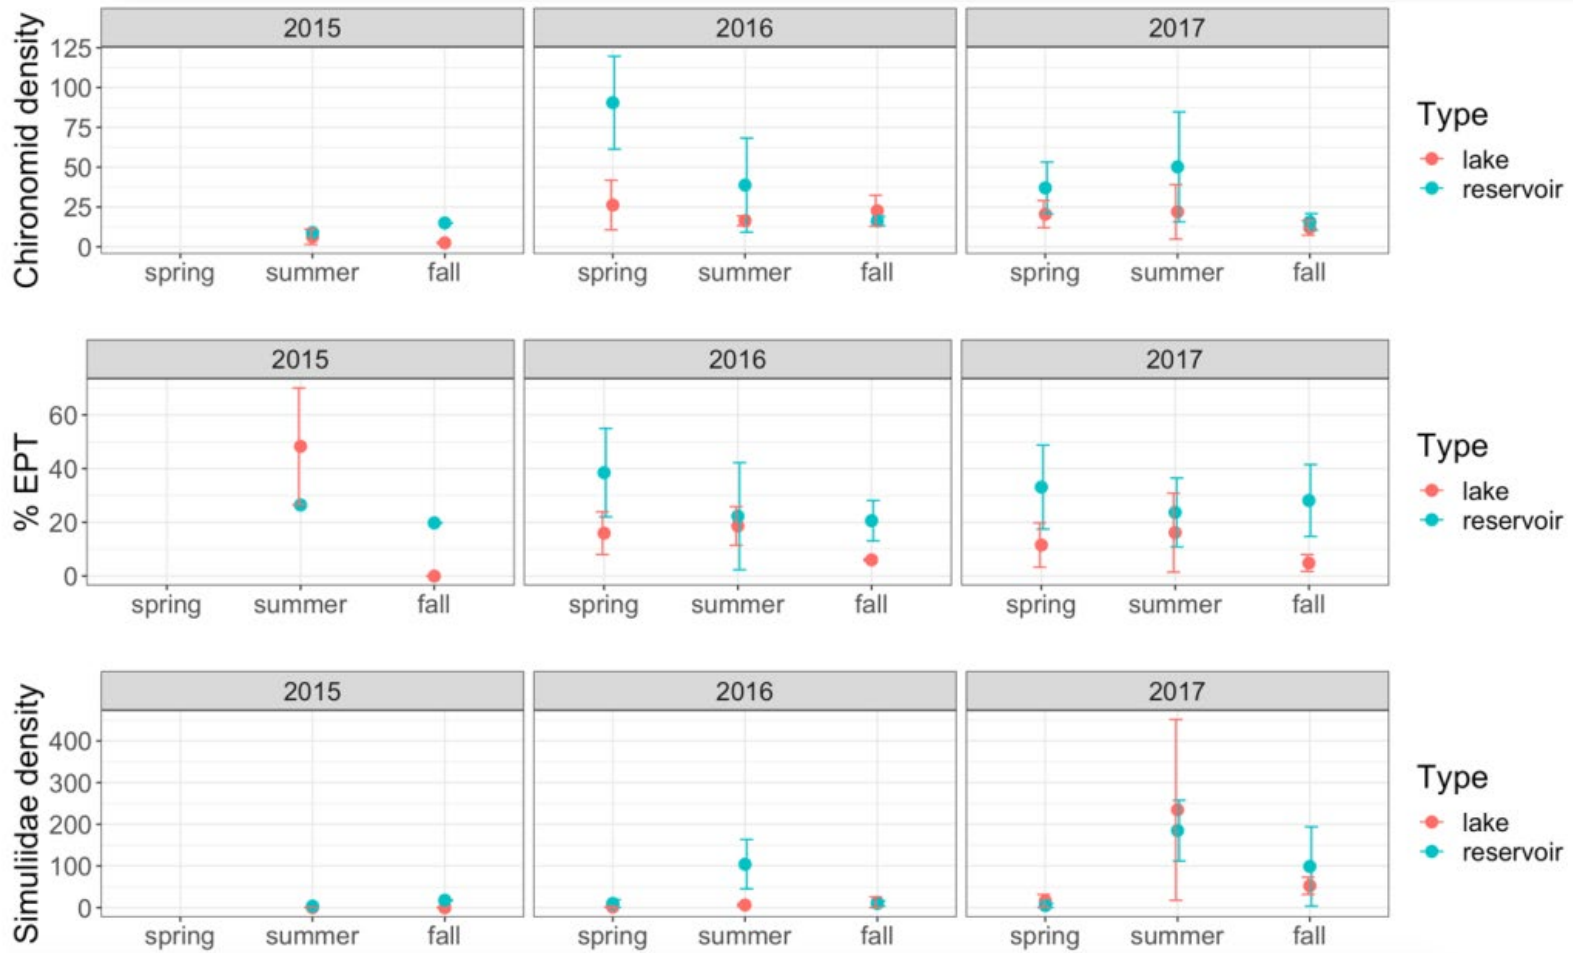 2015 2016 2017
Chironomid density
125
100
75
50
25
0
spring summer fall spring summer fall spring summer fall
Type
lake
reservoir
2015 2016 2017
% EPT
60
40
20
0
spring summer fall spring summer fall spring summer fall
Type
lake
reservoir
2015 2016 2017
Simuliidae density
400
300
200
100
0
spring summer fall spring summer fall spring summer fall
Type
lake
reservoir